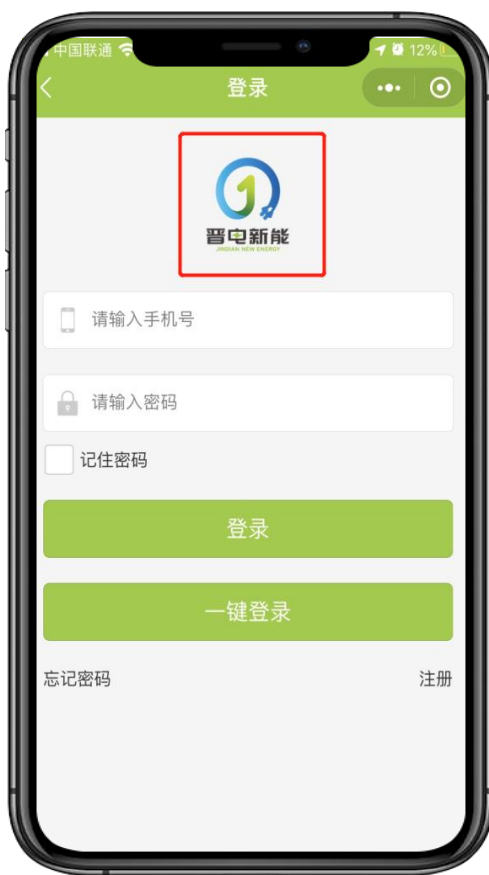 中国联通 12%
登录
晋电新能
JINDIAN NEW ENERGY
请输入手机号
请输入密码
记住密码
登录
一键登录
忘记密码 注册